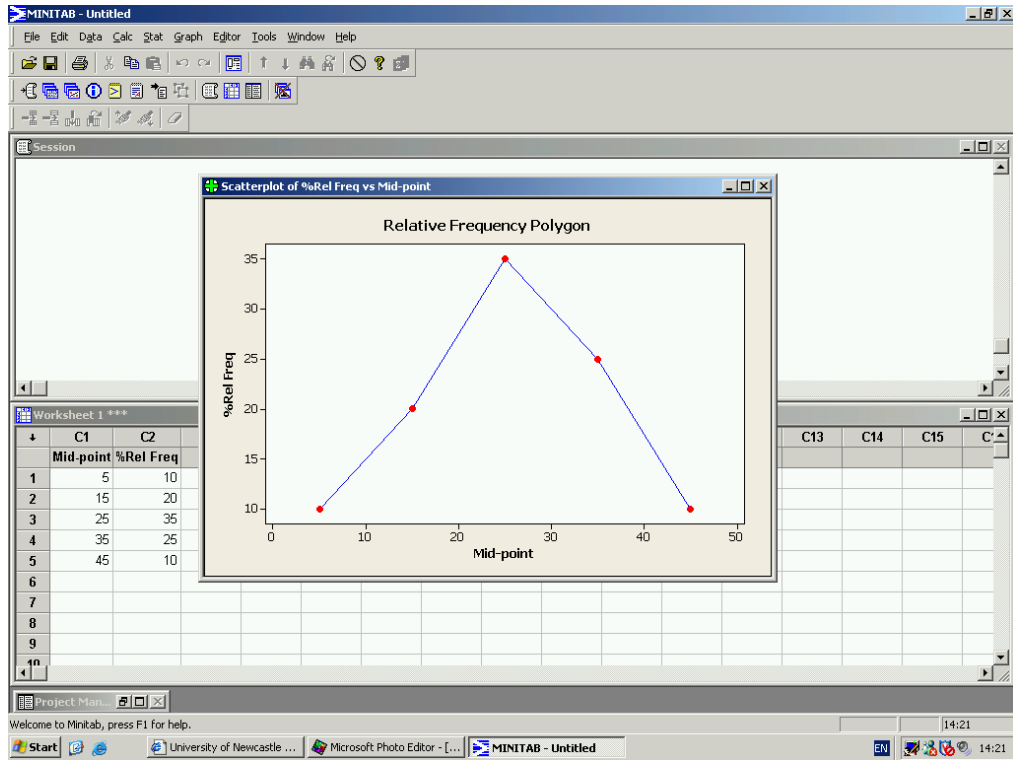 MINITAB - Untitled
File Edit Data Calc Stat Graph Editor Tools Window Help
Session
Scatterplot of %Rel Freq vs Mid-point
Relative Frequency Polygon
35
30
25
20
15
10
%Rel Freq
0 10 20 30 40 50
Mid-point
Worksheet 1 ***
C1 C2 C13 C14 C15
Mid-point %Rel Freq
1 5 10
2 15 20
3 25 35
4 35 25
5 45 10
6
7
8
9
10
Project Man...
Welcome to Minitab, press F1 for help.
14:21
Start University of Newcastle ... Microsoft Photo Editor - [... MINITAB - Untitled EN 14:21